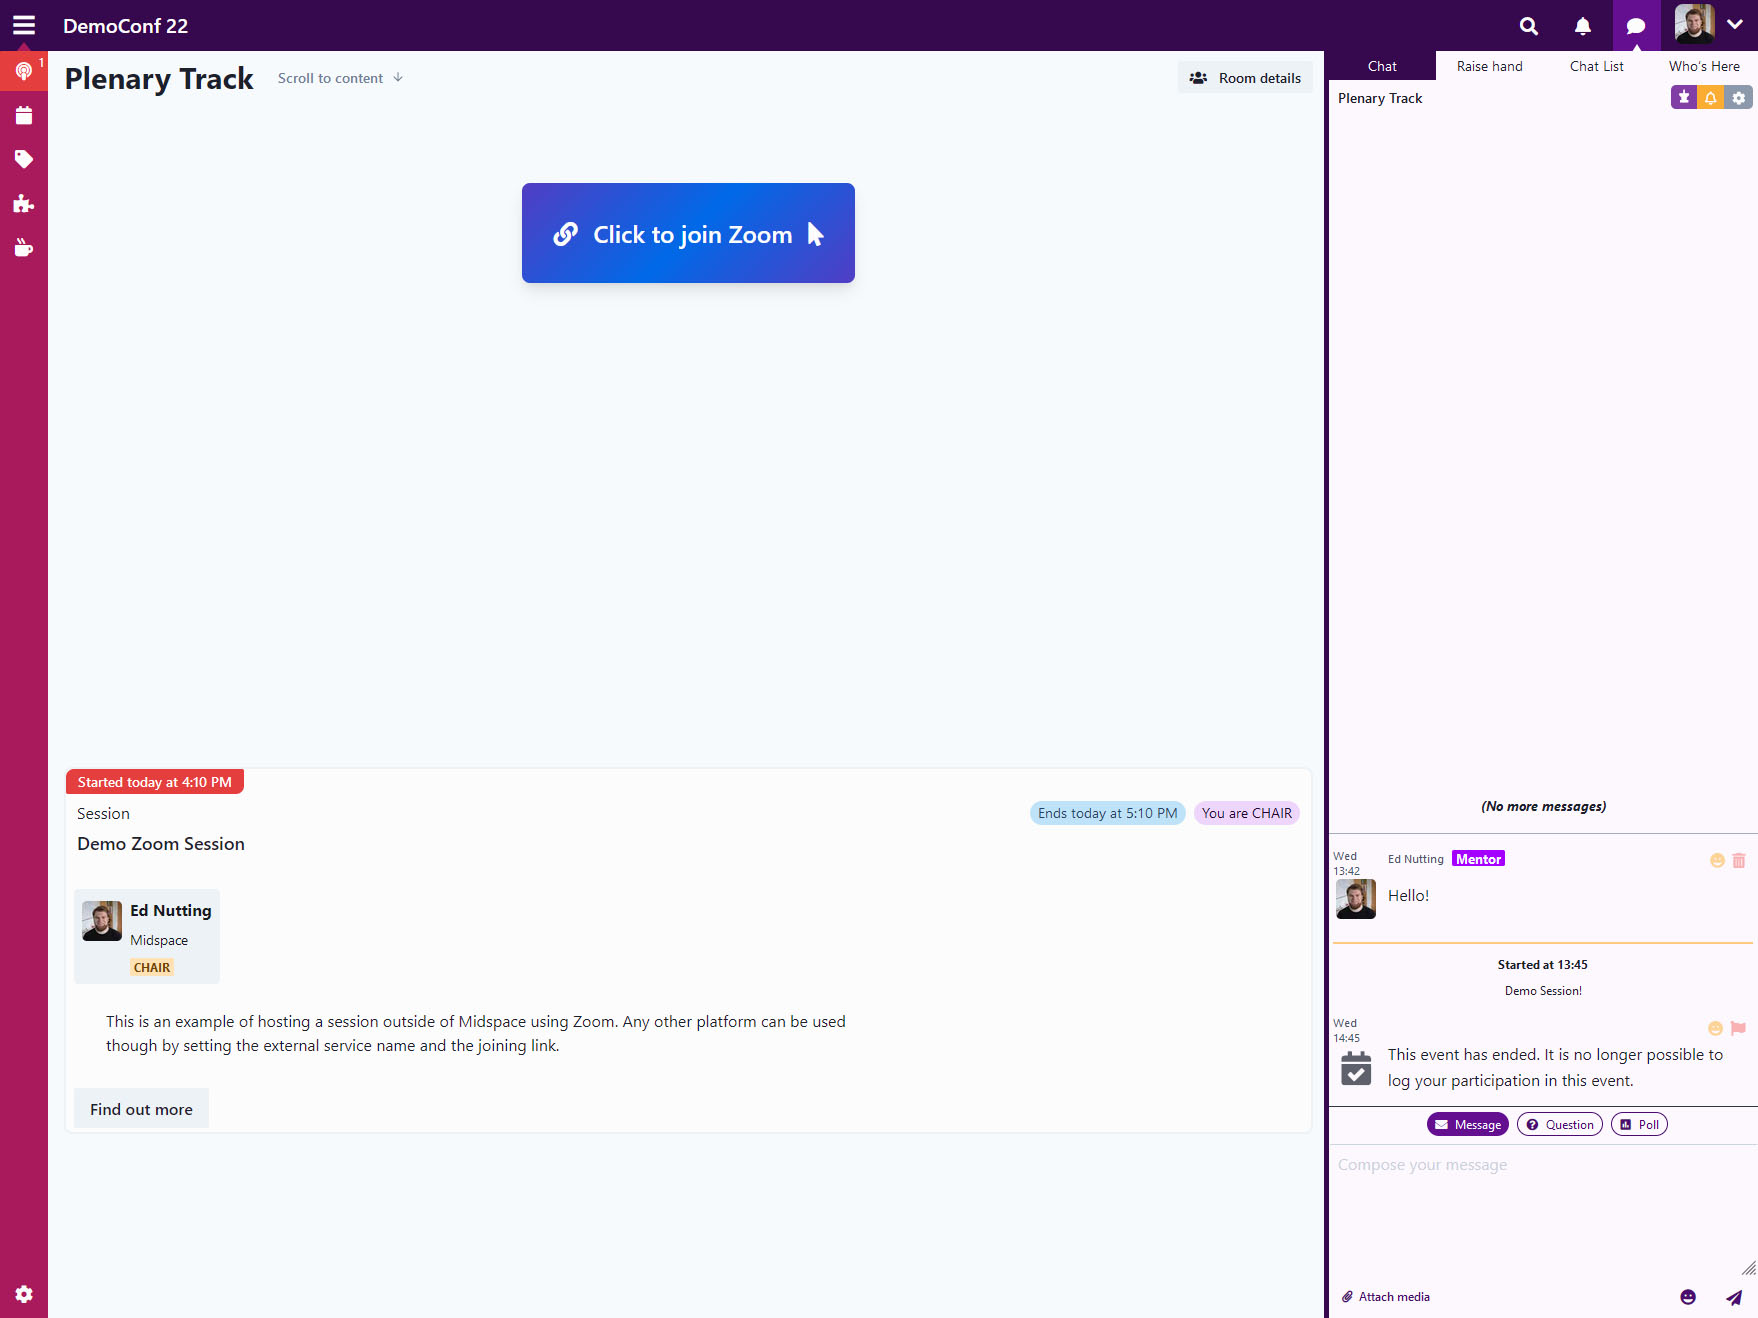 DemoConf 22
1
Plenary Track
Scroll to content
Room details
Click to join Zoom
Started today at 4:10 PM
Session
Ends today at 5:10 PM
You are CHAIR
Demo Zoom Session
Ed Nutting
Midspace
CHAIR
This is an example of hosting a session outside of Midspace using Zoom. Any other platform can be used
though by setting the external service name and the joining link.
Find out more
Chat
Raise hand
Chat List
Who's Here
Plenary Track
(No more messages)
Wed
13:42
Ed Nutting
Mentor
Hello!
Started at 13:45
Demo Session!
Wed
14:45
This event has ended. It is no longer possible to
log your participation in this event.
Message
Question
Poll
Compose your message
Attach media